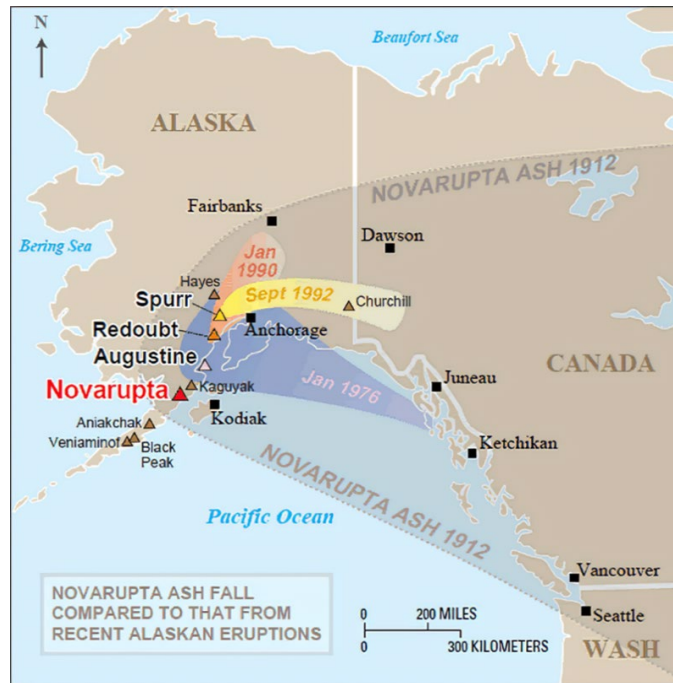 N
Beaufort Sea
ALASKA
NOVARUPTA ASH 1912
Fairbanks
Dawson
Bering Sea
Jan
1990
Hayes
Sept 1992
Churchill
Spurr
Redoubt
Anchorage
Augustine
CANADA
Novarupta
Kaguyak
Jan 1976
Juneau
Kodiak
Aniakchak
Veniaminof
Black
Peak
Ketchikan
NOVARUPTA ASH 1912
Pacific Ocean
Vancouver
NOVARUPTA ASH FALL
COMPARED TO THAT FROM
RECENT ALASKAN ERUPTIONS
0 200 MILES
0 300 KILOMETERS
Seattle
WASH